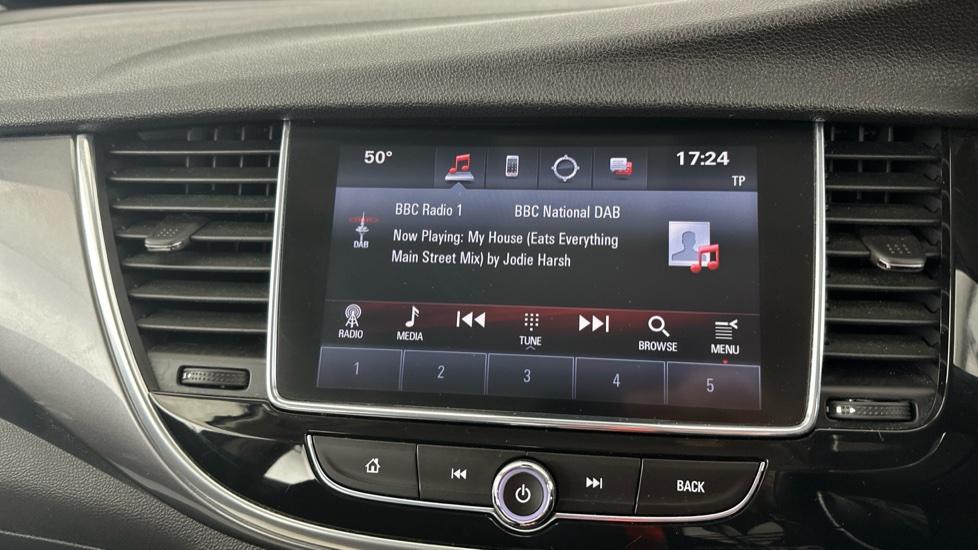 50°
17:24
TP
BBC Radio 1 BBC National DAB
DAB
Now Playing: My House (Eats Everything
Main Street Mix) by Jodie Harsh
RADIO MEDIA TUNE BROWSE MENU
1 2 3 4 5
BACK